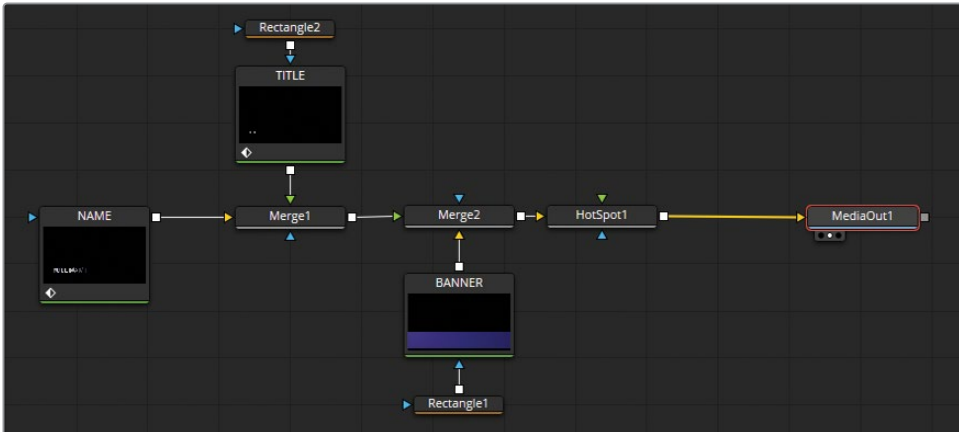 Rectangle2
TITLE
NAME
Merge1
Merge2
HotSpot1
MediaOut1
BANNER
Rectangle1